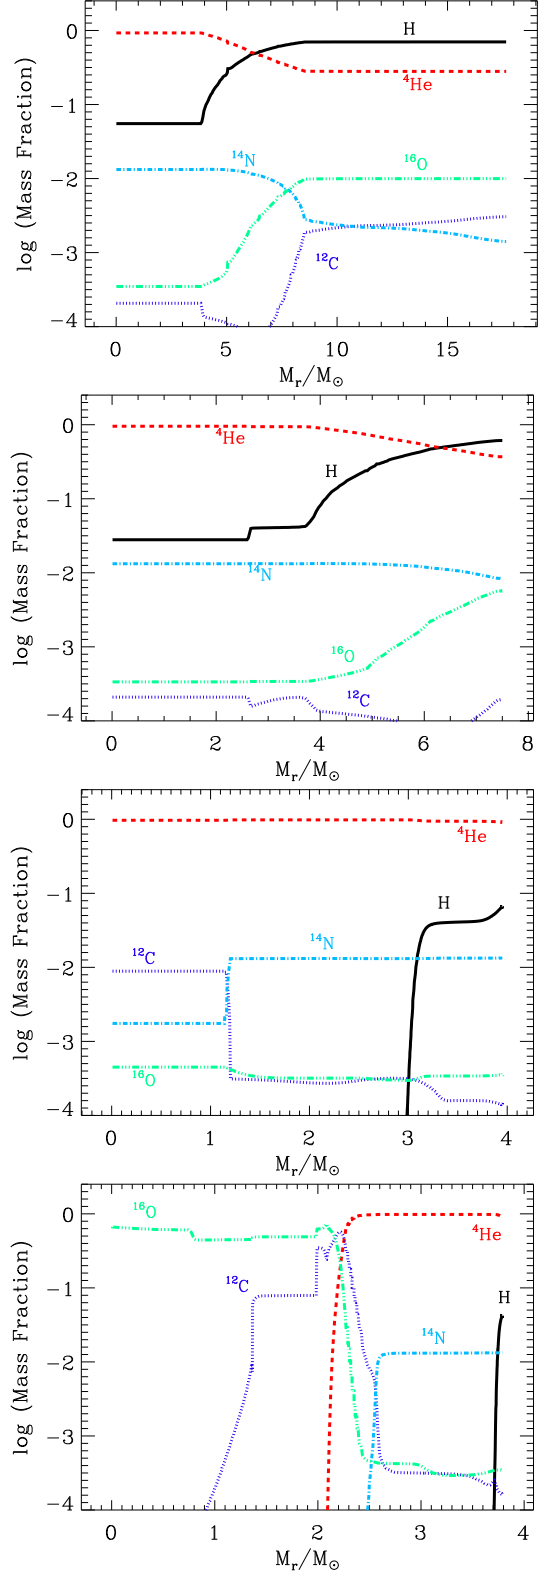 0
−1
−2
−3
−4
log (Mass Fraction)
H
⁴He
¹⁴N
¹⁶O
¹²C
0 5 10 15
Mᵣ/M☉
0
−1
−2
−3
−4
log (Mass Fraction)
⁴He
H
¹⁴N
¹⁶O
¹²C
0 2 4 6 8
Mᵣ/M☉
0
−1
−2
−3
−4
log (Mass Fraction)
⁴He
H
¹²C
¹⁴N
¹⁶O
0 1 2 3 4
Mᵣ/M☉
0
−1
−2
−3
−4
log (Mass Fraction)
¹⁶O
⁴He
¹²C
H
¹⁴N
0 1 2 3 4
Mᵣ/M☉